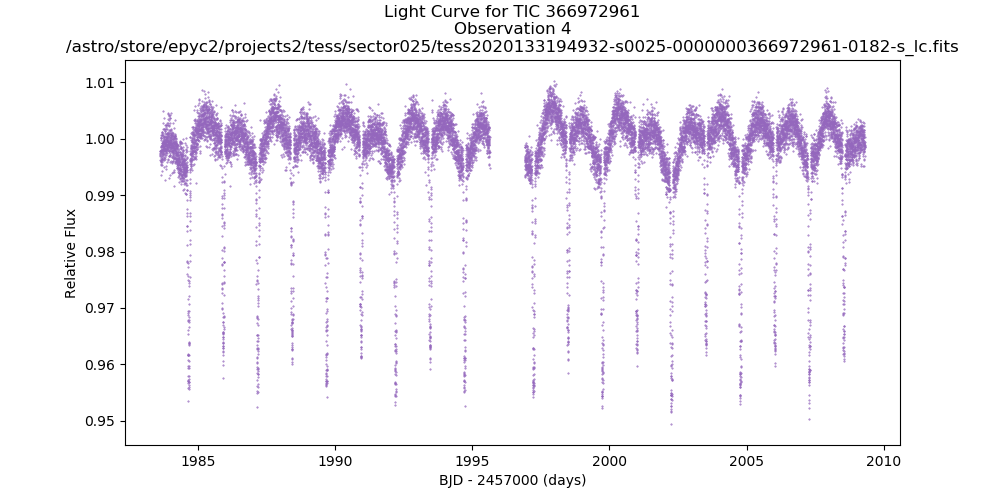 Light Curve for TIC 366972961
Observation 4
/astro/store/epyc2/projects2/tess/sector025/tess2020133194932-s0025-0000000366972961-0182-s_lc.fits
1.01
1.00
0.99
0.98
0.97
0.96
0.95
Relative Flux
1985
1990
1995
2000
2005
2010
BJD - 2457000 (days)